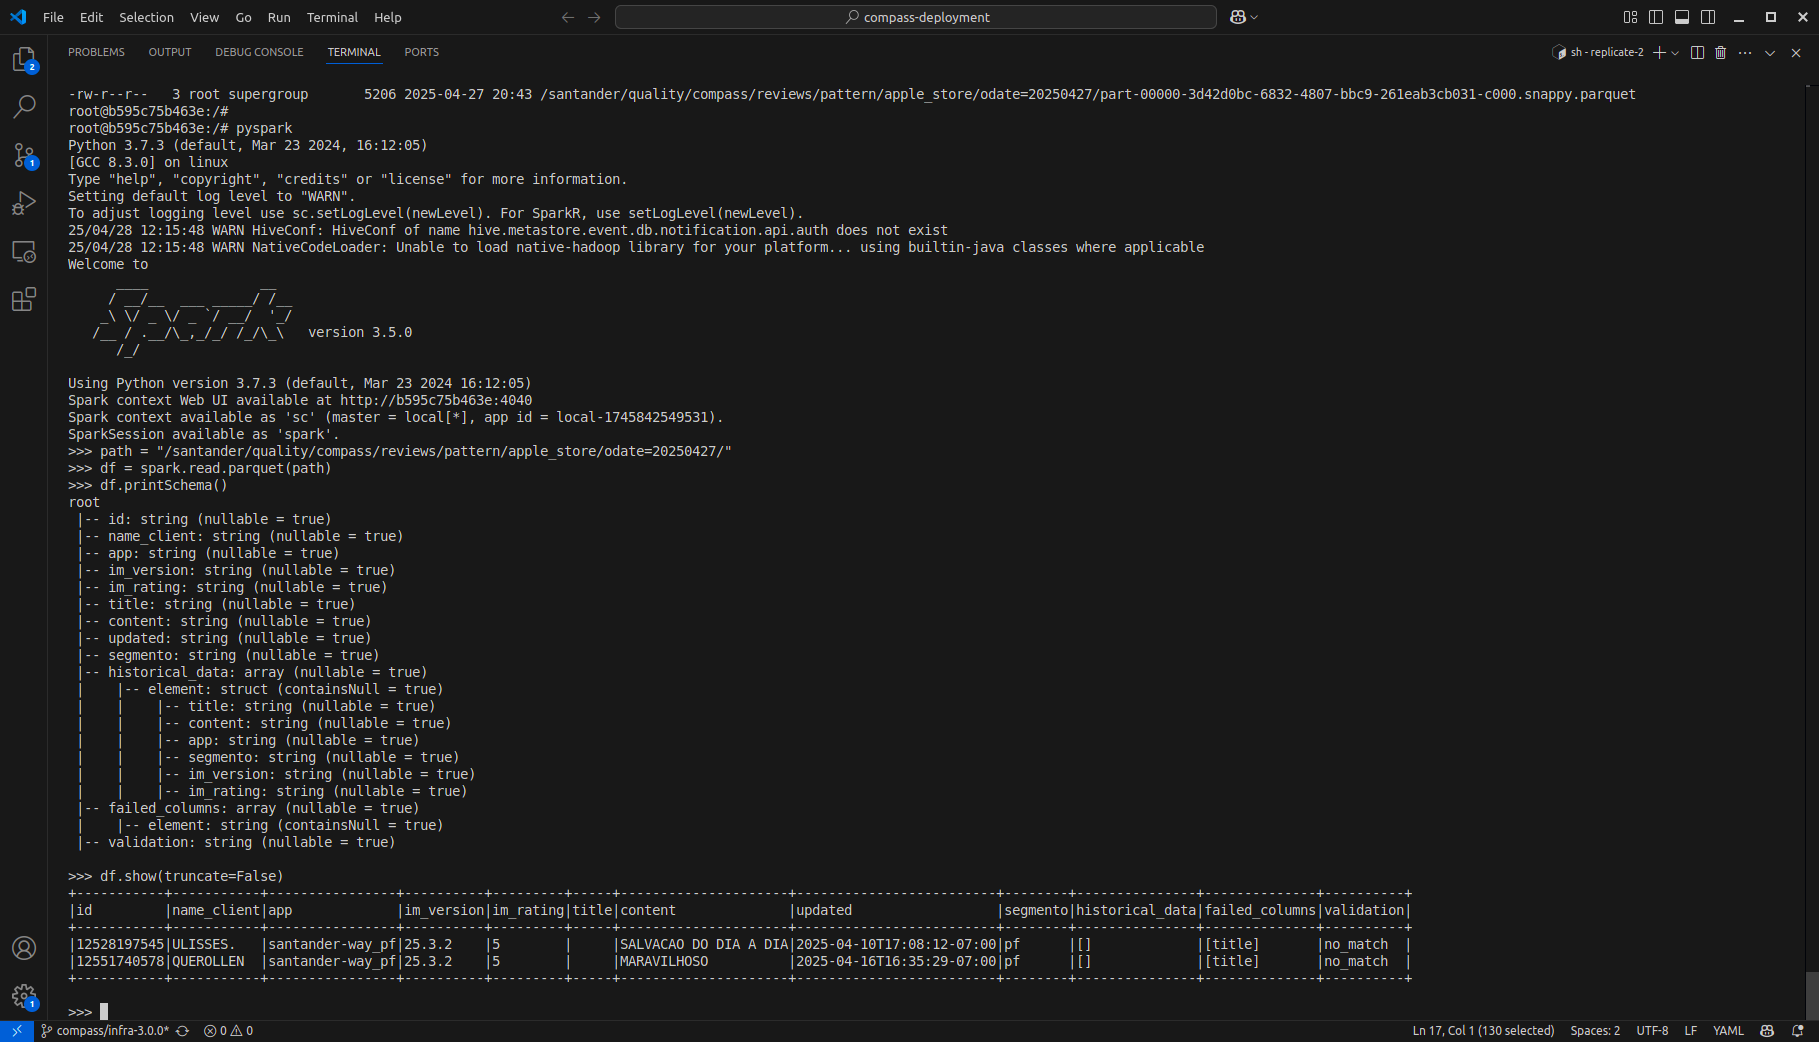 File Edit Selection View Go Run Terminal Help
compass-deployment
PROBLEMS OUTPUT DEBUG CONSOLE TERMINAL PORTS
sh - replicate-2
-rw-r--r--   3 root supergroup       5206 2025-04-27 20:43 /santander/quality/compass/reviews/pattern/apple_store/odate=20250427/part-00000-3d42d0bc-6832-4807-bbc9-261eab3cb031-c000.snappy.parquet
root@b595c75b463e:/#
root@b595c75b463e:/# pyspark
Python 3.7.3 (default, Mar 23 2024, 16:12:05)
[GCC 8.3.0] on linux
Type "help", "copyright", "credits" or "license" for more information.
Setting default log level to "WARN".
To adjust logging level use sc.setLogLevel(newLevel). For SparkR, use setLogLevel(newLevel).
25/04/28 12:15:48 WARN HiveConf: HiveConf of name hive.metastore.event.db.notification.api.auth does not exist
25/04/28 12:15:48 WARN NativeCodeLoader: Unable to load native-hadoop library for your platform... using builtin-java classes where applicable
Welcome to
      ____              __
     / __/__  ___ _____/ /__
    _\ \/ _ \/ _ `/ __/  '_/
   /__ / .__/\_,_/_/ /_/\_\   version 3.5.0
      /_/
Using Python version 3.7.3 (default, Mar 23 2024 16:12:05)
Spark context Web UI available at http://b595c75b463e:4040
Spark context available as 'sc' (master = local[*], app id = local-1745842549531).
SparkSession available as 'spark'.
>>> path = "/santander/quality/compass/reviews/pattern/apple_store/odate=20250427/"
>>> df = spark.read.parquet(path)
>>> df.printSchema()
root
 |-- id: string (nullable = true)
 |-- name_client: string (nullable = true)
 |-- app: string (nullable = true)
 |-- im_version: string (nullable = true)
 |-- im_rating: string (nullable = true)
 |-- title: string (nullable = true)
 |-- content: string (nullable = true)
 |-- updated: string (nullable = true)
 |-- segmento: string (nullable = true)
 |-- historical_data: array (nullable = true)
 |    |-- element: struct (containsNull = true)
 |    |    |-- title: string (nullable = true)
 |    |    |-- content: string (nullable = true)
 |    |    |-- app: string (nullable = true)
 |    |    |-- segmento: string (nullable = true)
 |    |    |-- im_version: string (nullable = true)
 |    |    |-- im_rating: string (nullable = true)
 |-- failed_columns: array (nullable = true)
 |    |-- element: string (containsNull = true)
 |-- validation: string (nullable = true)
>>> df.show(truncate=False)
+-----------+-----------+----------------+----------+---------+-----+---------------------+-------------------------+--------+---------------+--------------+----------+
|id         |name_client|app             |im_version|im_rating|title|content              |updated                  |segmento|historical_data|failed_columns|validation|
+-----------+-----------+----------------+----------+---------+-----+---------------------+-------------------------+--------+---------------+--------------+----------+
|12528197545|ULISSES.   |santander-way_pf|25.3.2    |5        |     |SALVACAO DO DIA A DIA|2025-04-10T17:08:12-07:00|pf      |[]             |[title]       |no_match  |
|12551740578|QUEROLLEN  |santander-way_pf|25.3.2    |5        |     |MARAVILHOSO          |2025-04-16T16:35:29-07:00|pf      |[]             |[title]       |no_match  |
+-----------+-----------+----------------+----------+---------+-----+---------------------+-------------------------+--------+---------------+--------------+----------+
>>>
2
1
1
compass/infra-3.0.0* 0 0 Ln 17, Col 1 (130 selected) Spaces: 2 UTF-8 LF YAML